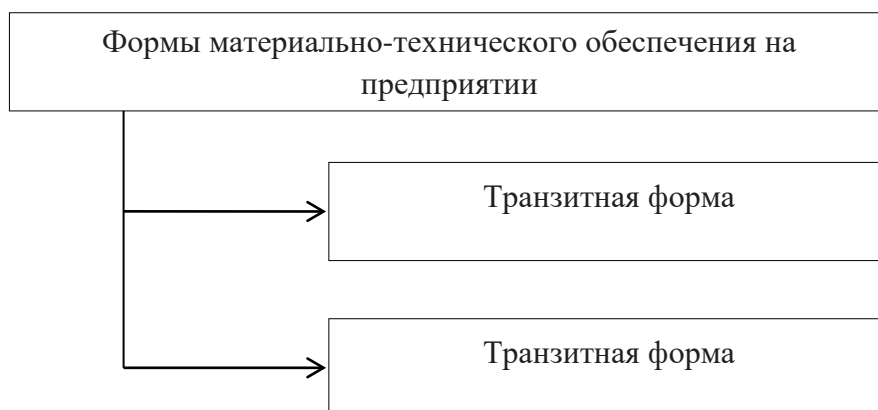 Формы материально-технического обеспечения на
предприятии
Транзитная форма
Транзитная форма